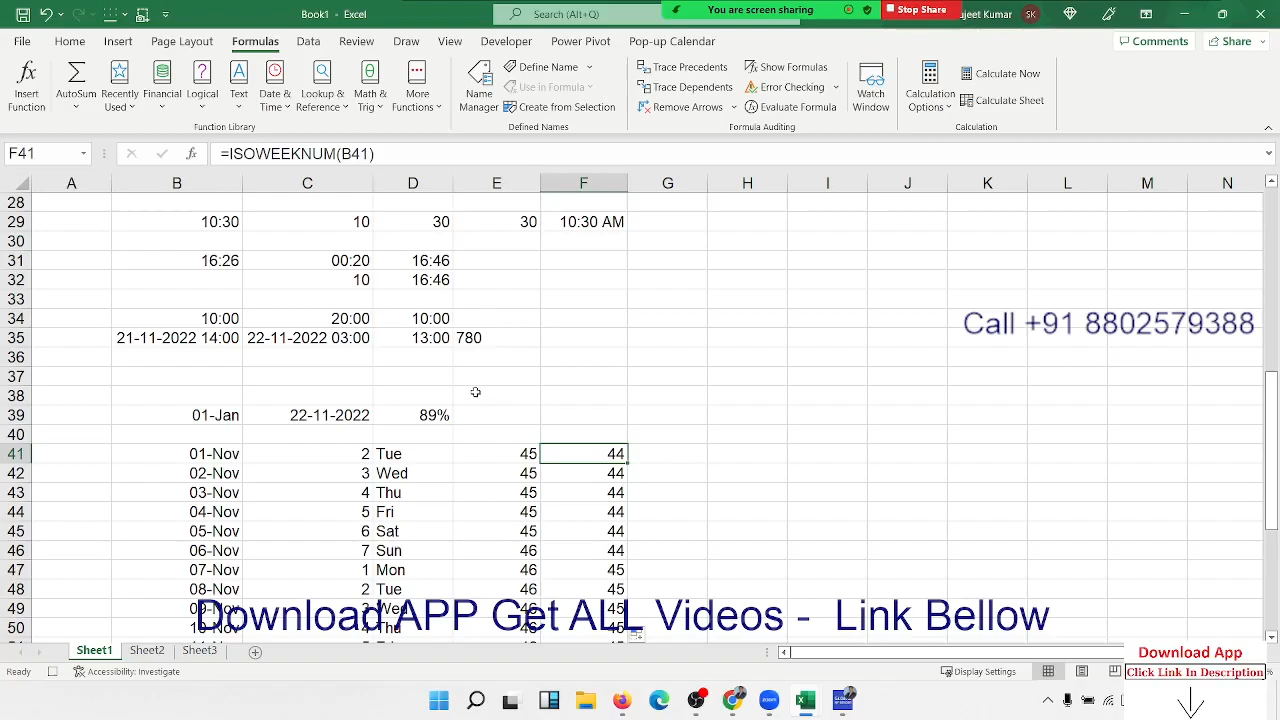 Book1 - Excel
Search (Alt+Q)
You are screen sharing
Stop Share
jeet Kumar
SK
File Home Insert Page Layout Formulas Data Review View Draw Developer Power Pivot Pop-up Calendar
Comments Share
Insert Function
AutoSum
Recently Used
Financial
Logical
Text
Date & Time
Lookup & Reference
Math & Trig
More Functions
Function Library
Name Manager
Define Name
Use in Formula
Create from Selection
Defined Names
Trace Precedents
Trace Dependents
Remove Arrows
Show Formulas
Error Checking
Evaluate Formula
Formula Auditing
Watch Window
Calculation Options
Calculate Now
Calculate Sheet
Calculation
F41 fx =ISOWEEKNUM(B41)
A B C D E F G H I J K L M N
28
29 10:30 10 30 30 10:30 AM
30
31 16:26 00:20 16:46
32 10 16:46
33
34 10:00 20:00 10:00
35 21-11-2022 14:00 22-11-2022 03:00 13:00 780
36
37
38
39 01-Jan 22-11-2022 89%
40
41 01-Nov 2 Tue 45 44
42 02-Nov 3 Wed 45 44
43 03-Nov 4 Thu 45 44
44 04-Nov 5 Fri 45 44
45 05-Nov 6 Sat 45 44
46 06-Nov 7 Sun 46 44
47 07-Nov 1 Mon 46 45
48 08-Nov 2 Tue 46 45
49 Wed 45
50 Thu 45
Call +91 8802579388
Download APP Get ALL Videos - Link Bellow
Sheet1 Sheet2 Sheet3
Ready Accessibility: Investigate Display Settings
Download App
Click Link In Description